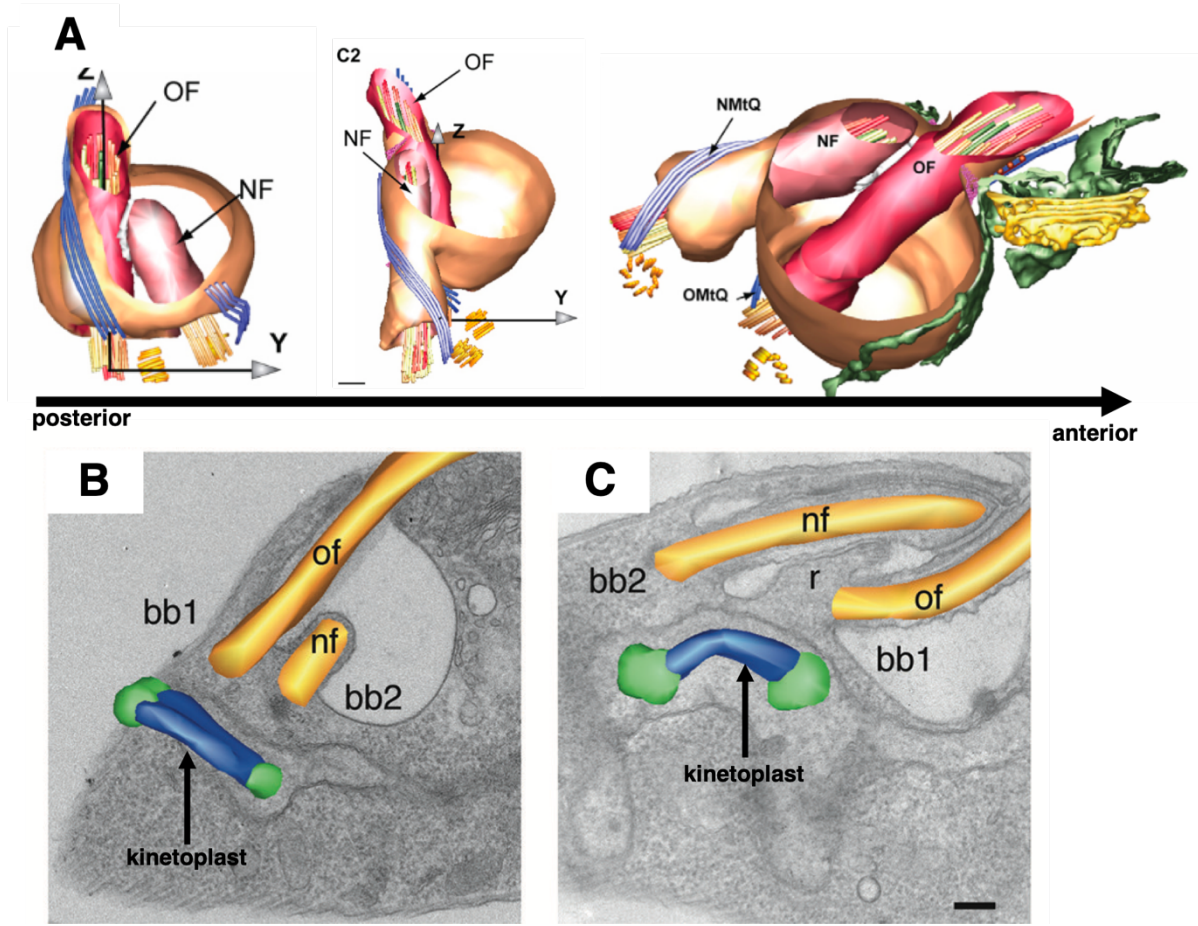 A
Z
OF
NF
Y
C2
OF
NF
Z
Y
NMtQ
NF
OF
OMtQ
posterior
anterior
B
of
bb1
nf
bb2
kinetoplast
C
nf
bb2
r
of
bb1
kinetoplast